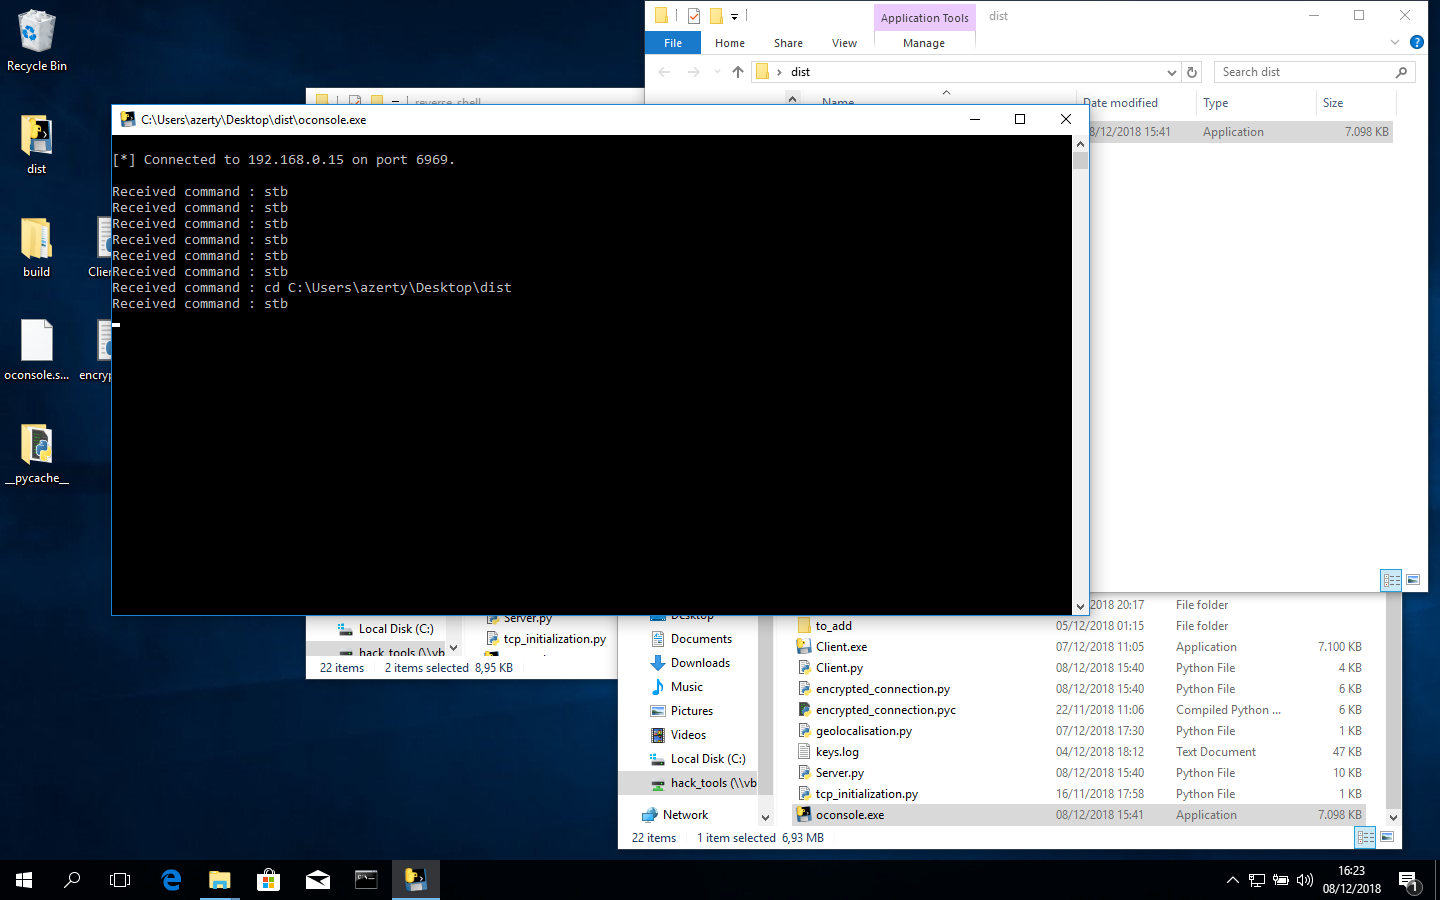 Recycle Bin
dist
build
Clien
oconsole.s...
encryp
__pycache__
Application Tools
dist
File
Home
Share
View
Manage
dist
Search dist
reverse_shell
Name
Date modified
Type
Size
8/12/2018 15:41
Application
7.098 KB
C:\Users\azerty\Desktop\dist\oconsole.exe
[*] Connected to 192.168.0.15 on port 6969.
Received command : stb
Received command : stb
Received command : stb
Received command : stb
Received command : stb
Received command : stb
Received command : cd C:\Users\azerty\Desktop\dist
Received command : stb
Server.py
Local Disk (C:)
tcp_initialization.py
hack_tools (\\vb
22 items
2 items selected 8,95 KB
Desktop
Documents
Downloads
Music
Pictures
Videos
Local Disk (C:)
hack_tools (\\vb
Network
2018 20:17 File folder
to_add 05/12/2018 01:15 File folder
Client.exe 07/12/2018 11:05 Application 7.100 KB
Client.py 08/12/2018 15:40 Python File 4 KB
encrypted_connection.py 08/12/2018 15:40 Python File 6 KB
encrypted_connection.pyc 22/11/2018 11:06 Compiled Python ... 6 KB
geolocalisation.py 07/12/2018 17:30 Python File 1 KB
keys.log 04/12/2018 18:12 Text Document 47 KB
Server.py 08/12/2018 15:40 Python File 10 KB
tcp_initialization.py 16/11/2018 17:58 Python File 1 KB
oconsole.exe 08/12/2018 15:41 Application 7.098 KB
22 items
1 item selected 6,93 MB
16:23
08/12/2018
1